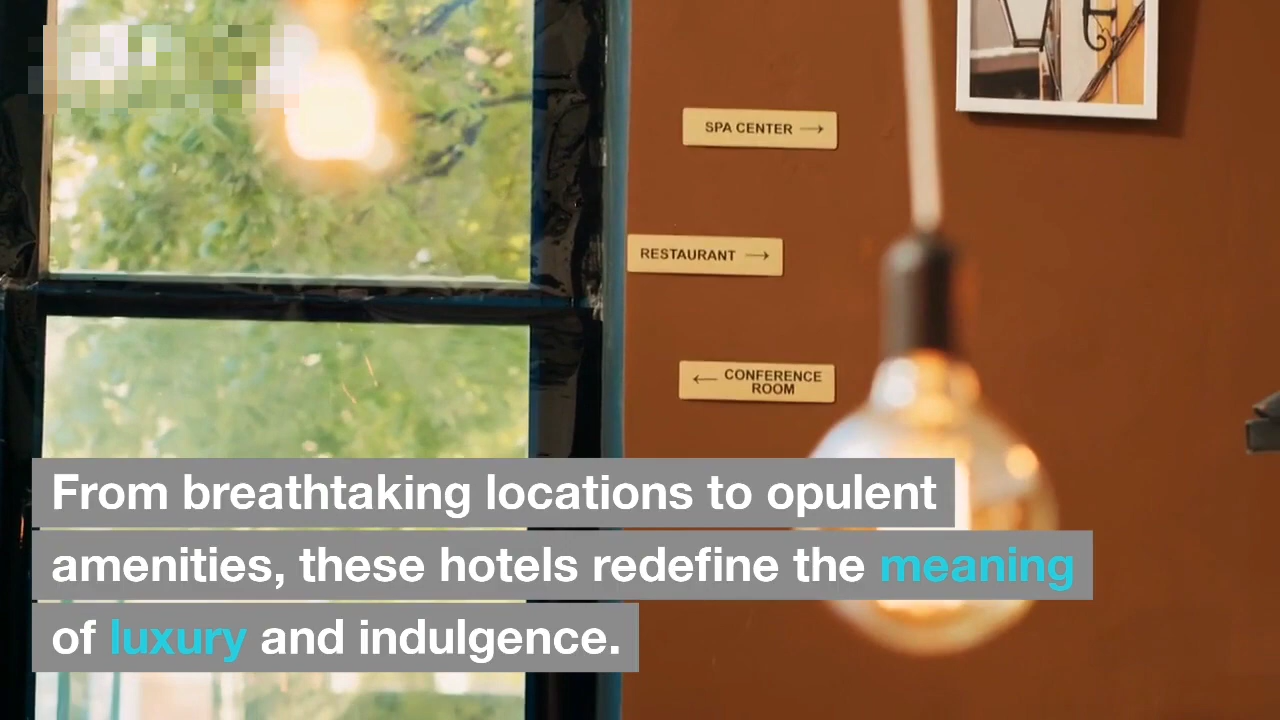 SPA CENTER →
RESTAURANT →
← CONFERENCE
ROOM
From breathtaking locations to opulent
amenities, these hotels redefine the meaning
of luxury and indulgence.